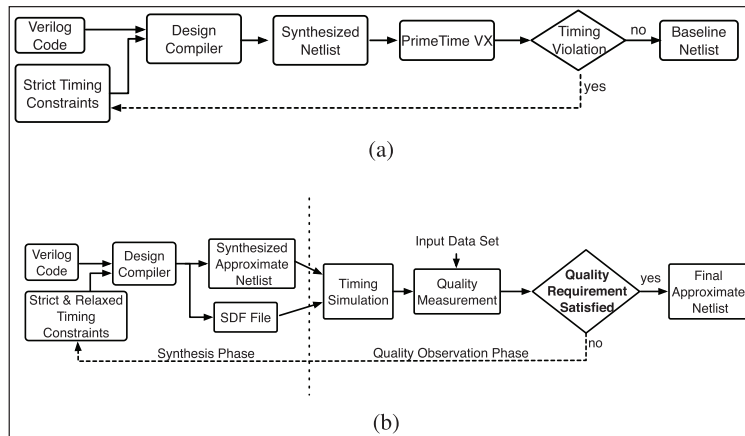 Verilog
Code
Design
Compiler
Synthesized
Netlist
PrimeTime VX
Timing
Violation
no
Baseline
Netlist
Strict Timing
Constraints
yes
(a)
Verilog
Code
Design
Compiler
Synthesized
Approximate
Netlist
Input Data Set
Timing
Simulation
Quality
Measurement
Quality
Requirement
Satisfied
yes
Final
Approximate
Netlist
Strict & Relaxed
Timing
Constraints
SDF File
no
Synthesis Phase
Quality Observation Phase
(b)